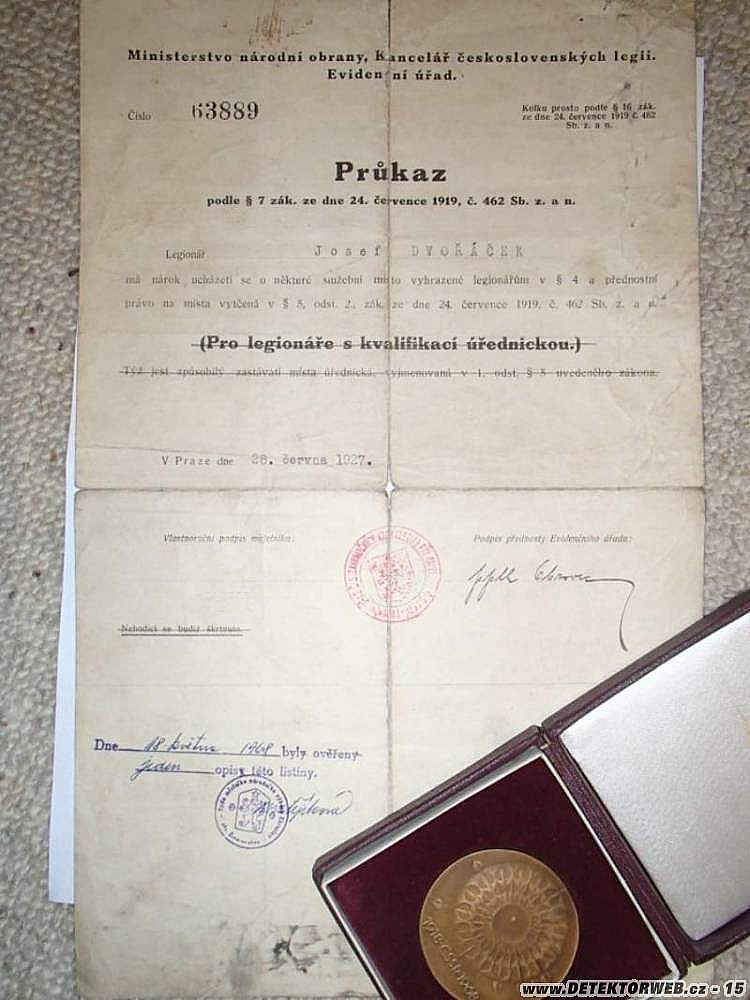 Ministerstvo národní obrany, Kancelář československých legií.
Evidenční úřad.
Číslo 63889
Kolku prosto podle § 16 zák.
ze dne 24. července 1919 č. 462
Sb. z. a n.
Průkaz
podle § 7 zák. ze dne 24. července 1919, č. 462 Sb. z. a n.
Legionář Josef DVOŘÁČEK
má nárok ucházeti se o některé služební místo vyhrazené legionářům v § 4 a přednostní
právo na místa vytčená v § 5, odst. 2., zák. ze dne 24. července 1919, č. 462 Sb. z. a n.
(Pro legionáře s kvalifikací úřednickou.)
Týž jest způsobilý zastávati místa úřednická, vyjmenovaná v 1. odst. § 5 uvedeného zákona.
V Praze dne 28. června 1927.
Vlastnoruční podpis majetníka:
Podpis přednosty Evidenčního úřadu:
Nehodící se budiž škrtnuto.
Dne 18 května 1968 byly ověřeny
jeden opisy této listiny.
www.DETEKTORWEB.cz - 15